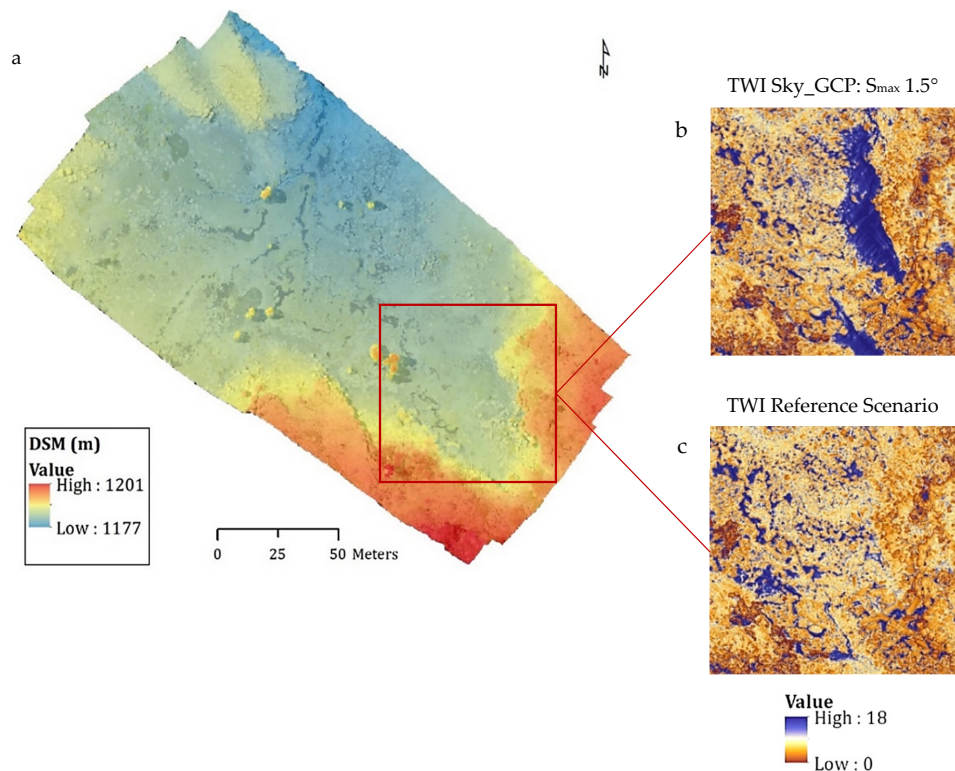 a
N
TWI Sky_GCP: Smax 1.5°
b
DSM (m)
Value
High : 1201
Low : 1177
0 25 50 Meters
TWI Reference Scenario
c
Value
High : 18
Low : 0